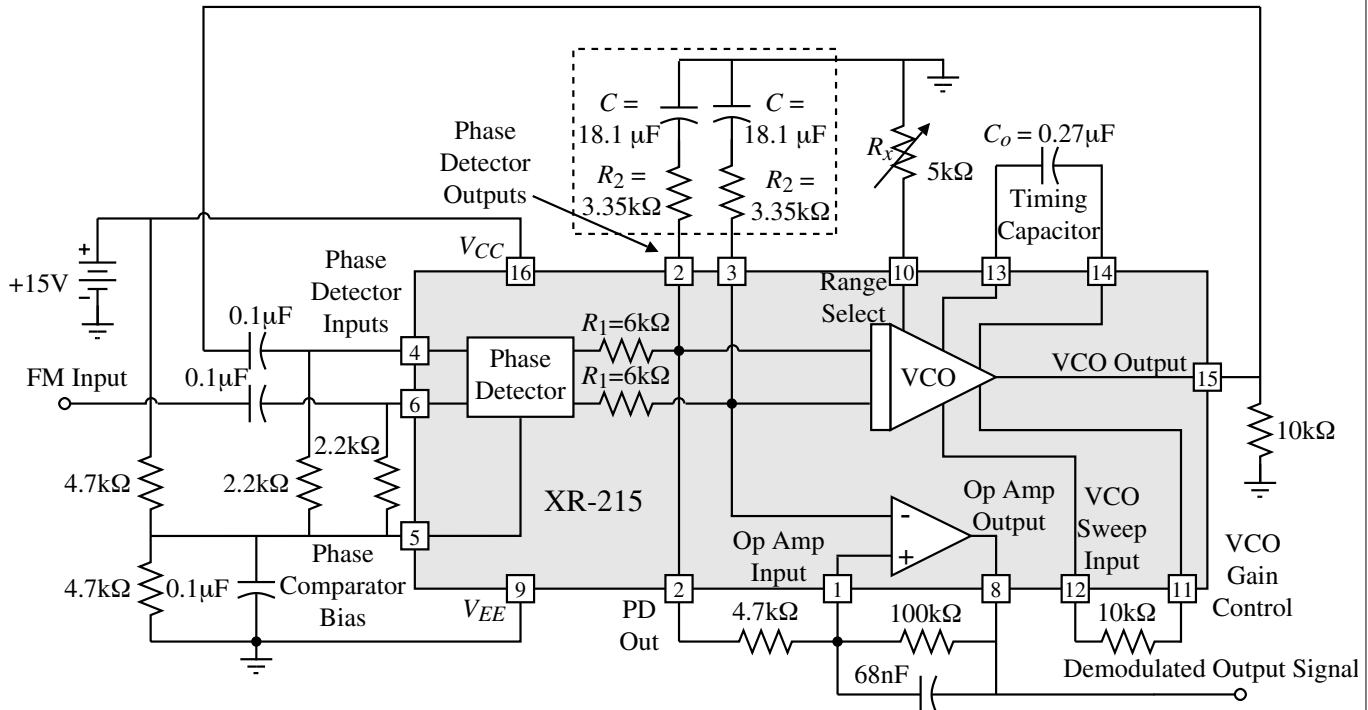 C =
18.1 μF
C =
18.1 μF
R2 =
3.35kΩ
R2 =
3.35kΩ
Rx
5kΩ
Co = 0.27μF
Timing
Capacitor
Phase
Detector
Outputs
+
-
+15V
VCC
16
2
3
10
13
14
Phase
Detector
Inputs
Range
Select
0.1μF
0.1μF
FM Input
4
6
Phase
Detector
R1=6kΩ
R1=6kΩ
VCO
VCO Output
15
10kΩ
4.7kΩ
2.2kΩ
2.2kΩ
XR-215
5
-
+
Op Amp
Output
Op Amp
Input
VCO
Sweep
Input
VCO
Gain
Control
4.7kΩ
0.1μF
Phase
Comparator
Bias
VEE
9
2
1
8
12
11
PD
Out
4.7kΩ
100kΩ
10kΩ
68nF
Demodulated Output Signal